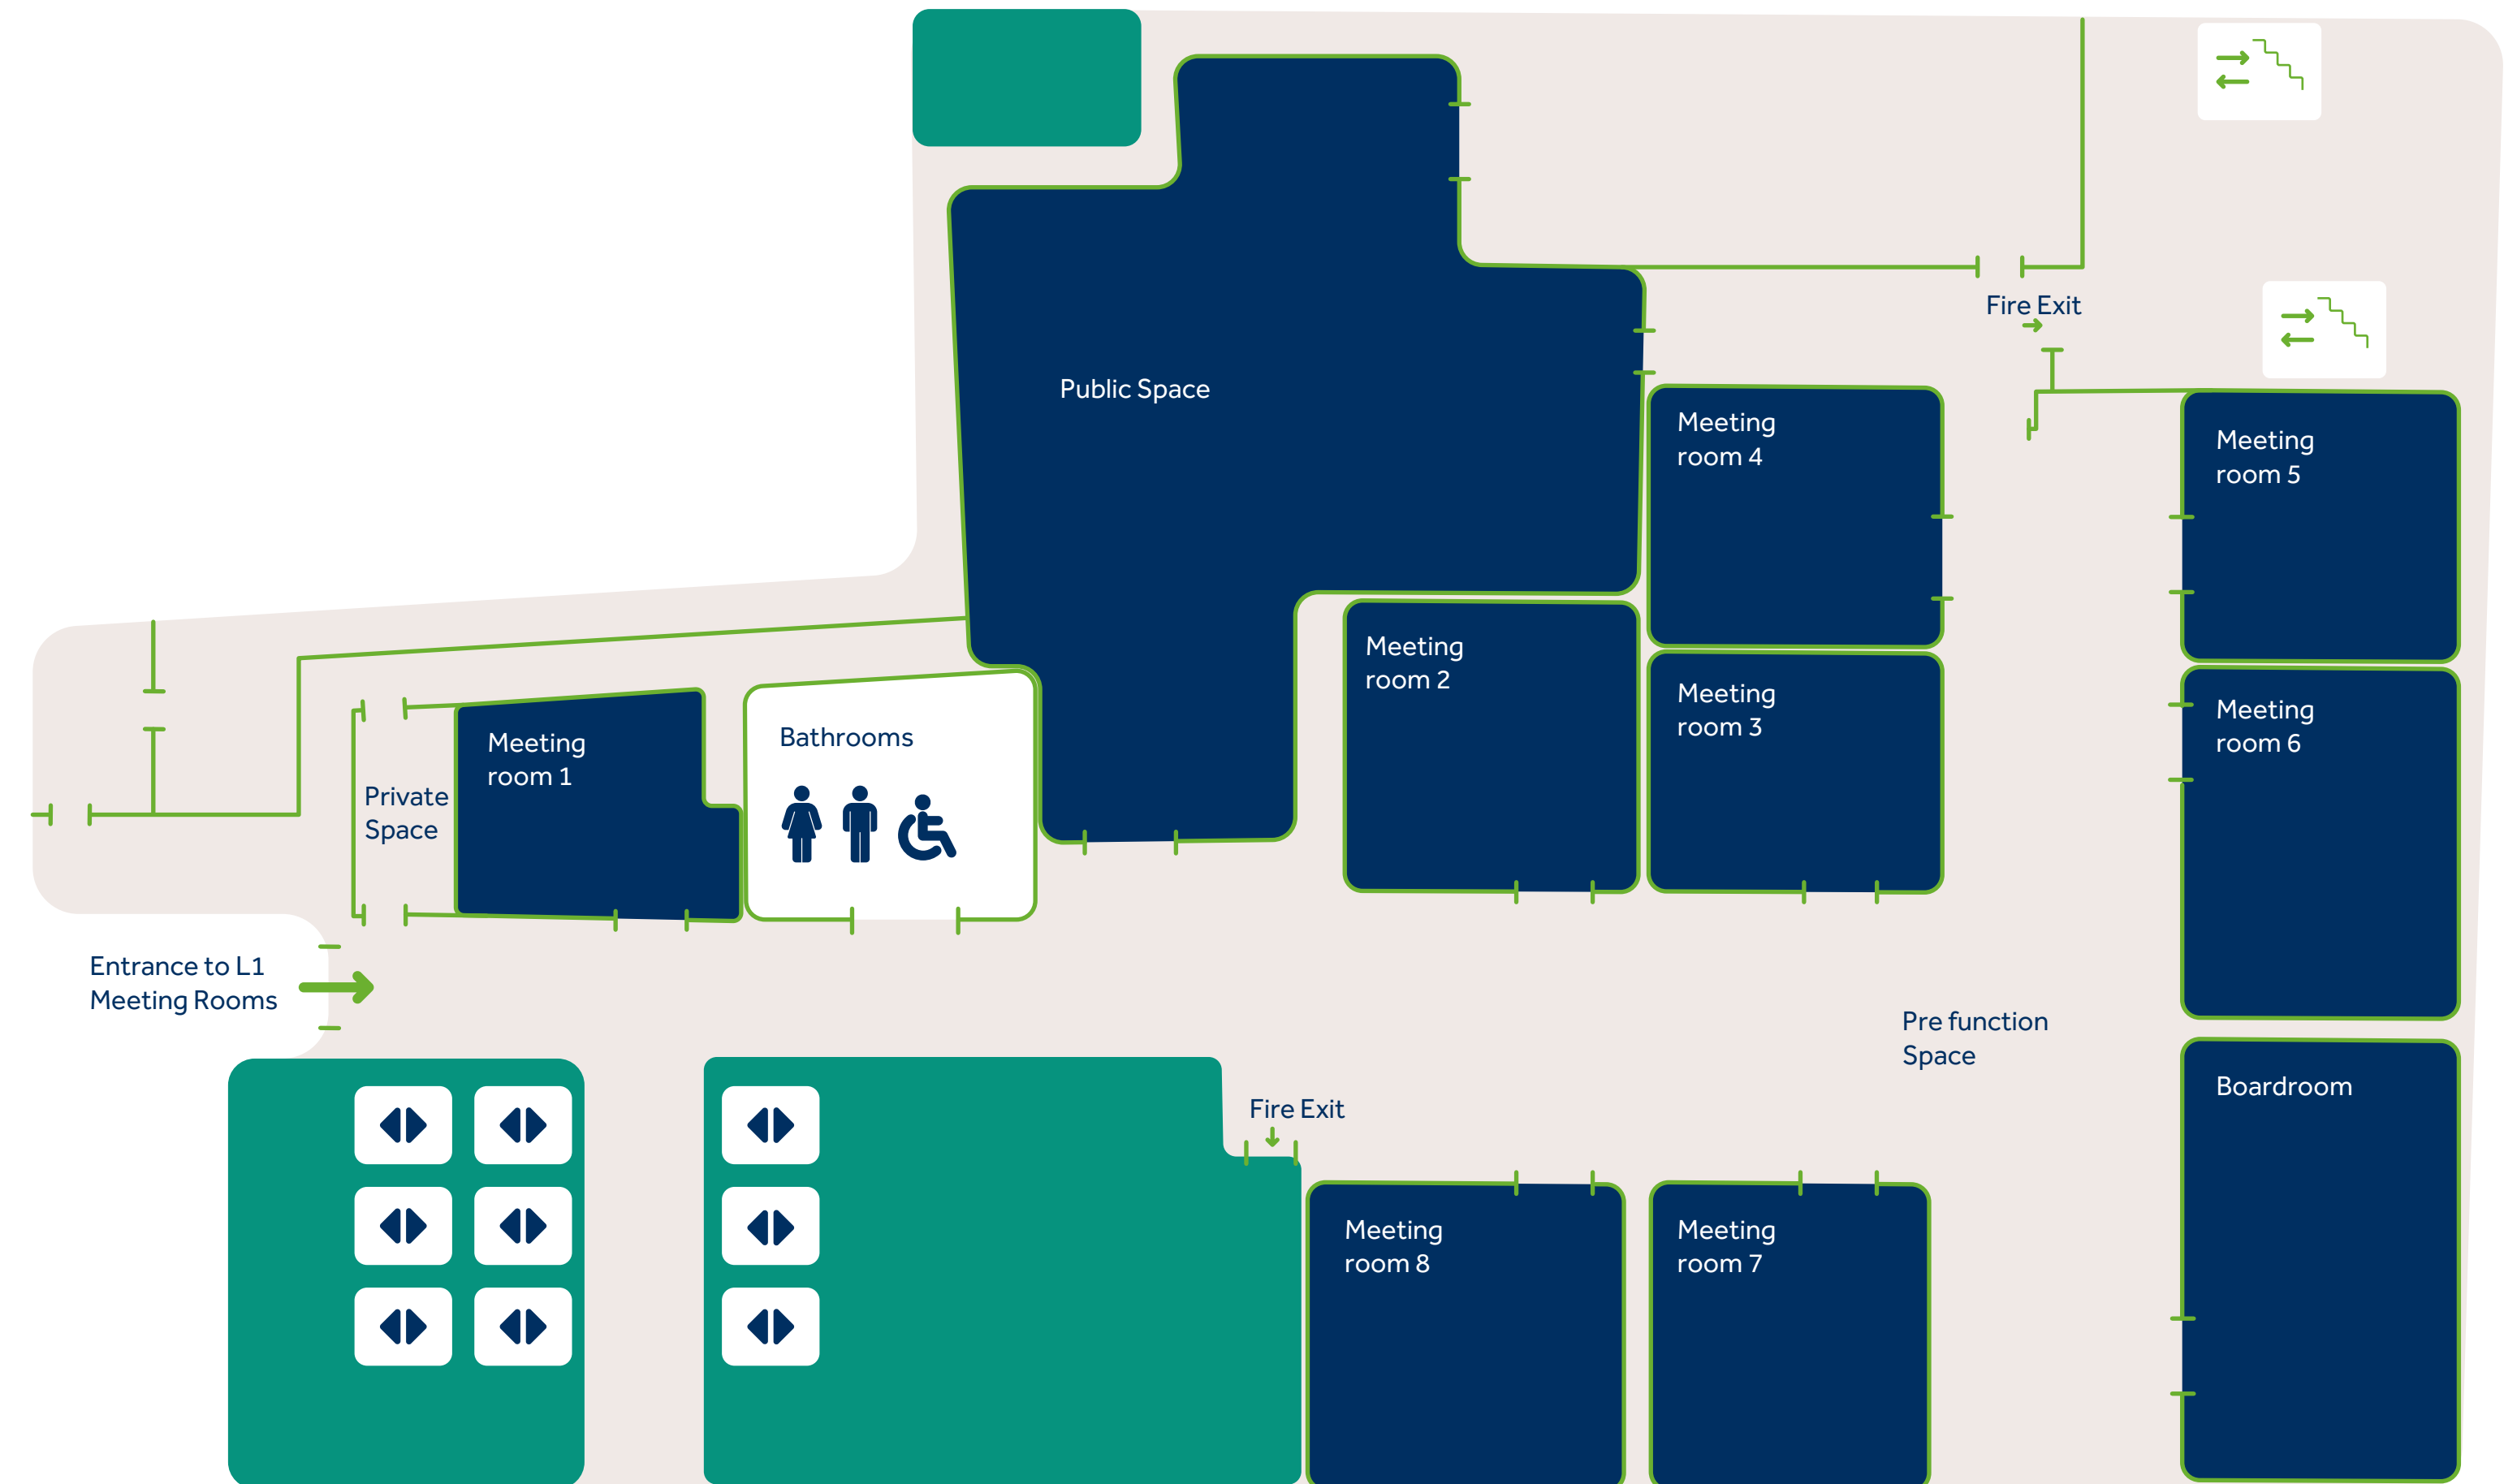 Fire Exit
Public Space
Meeting
room 4
Meeting
room 5
Meeting
room 2
Meeting
room 3
Meeting
room 6
Bathrooms
Meeting
room 1
Private
Space
Entrance to L1
Meeting Rooms
Pre function
Space
Boardroom
Fire Exit
Meeting
room 8
Meeting
room 7